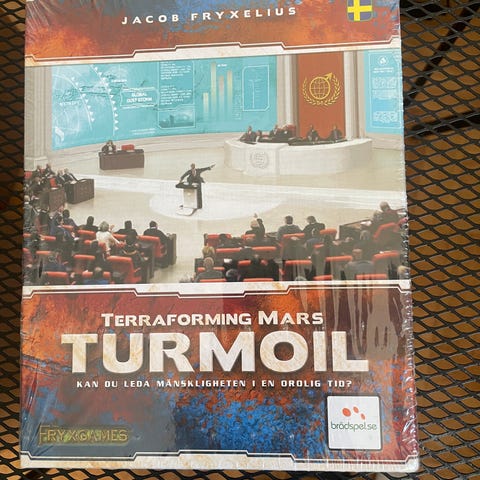 JACOB FRYXELIUS
GLOBAL
DUST STORM
TERRAFORMING MARS
TURMOIL
KAN DU LEDA MÄNSKLIGHETEN I EN OROLIG TID?
FRYXGAMES
brädspel.se